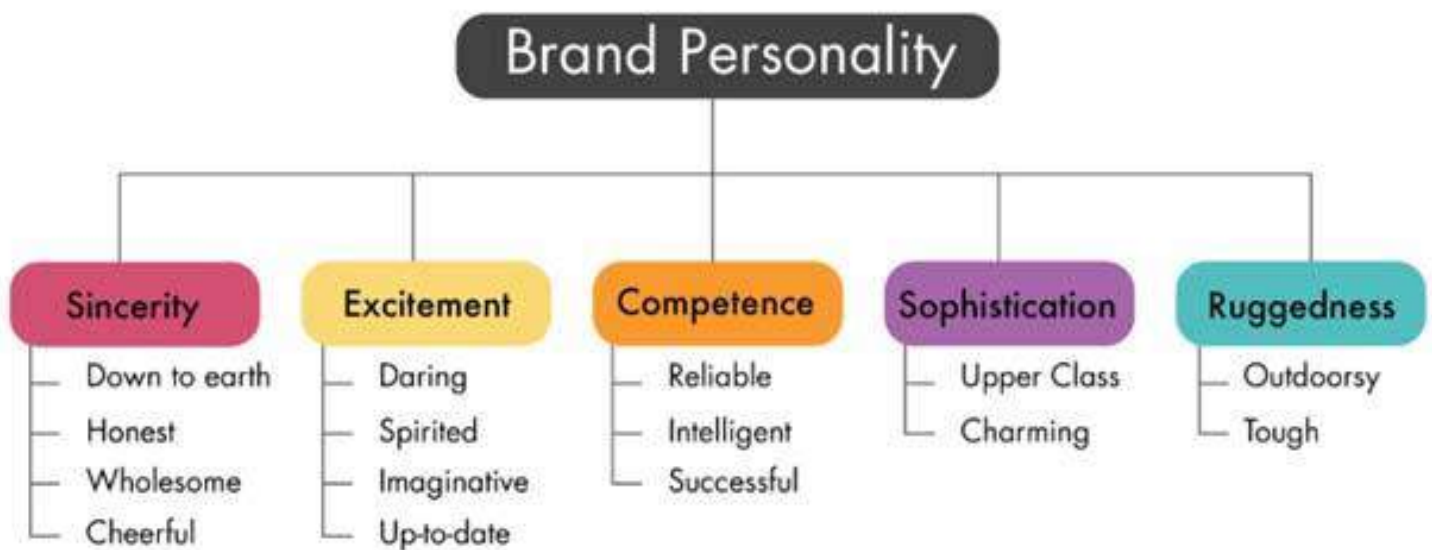 Brand Personality
Sincerity
Down to earth
Honest
Wholesome
Cheerful
Excitement
Daring
Spirited
Imaginative
Up-to-date
Competence
Reliable
Intelligent
Successful
Sophistication
Upper Class
Charming
Ruggedness
Outdoorsy
Tough